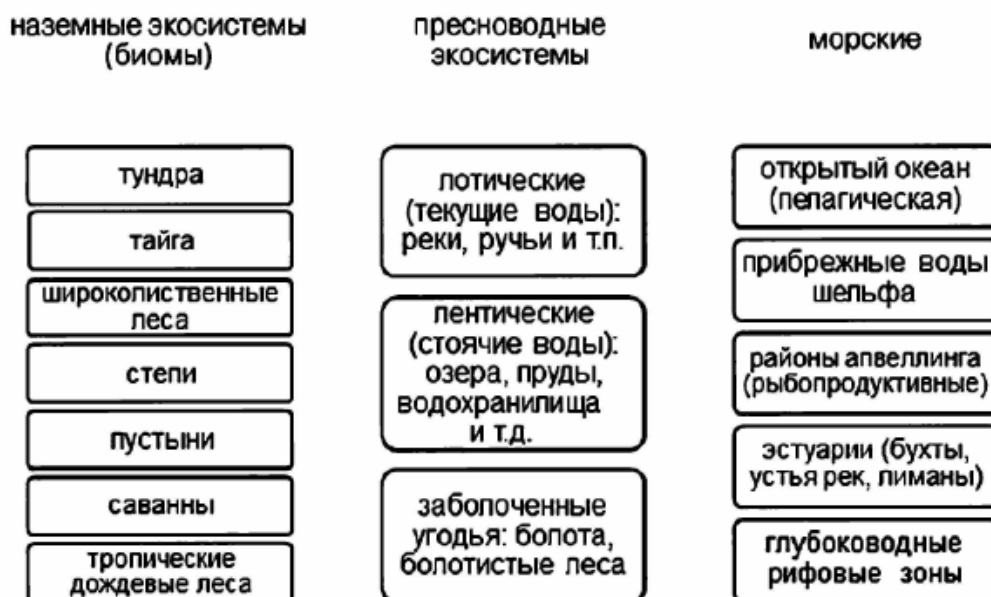 наземные экосистемы
(биомы)
тундра
тайга
широколиственные
леса
степи
пустыни
саванны
тропические
дождевые леса
пресноводные
экосистемы
лотические
(текущие воды):
реки, ручьи и т.п.
лентические
(стоячие воды):
озера, пруды,
водохранилища
и т.д.
заболоченные
угодья: болота,
болотистые леса
морские
открытый океан
(пелагическая)
прибрежные воды
шельфа
районы апвеллинга
(рыбопродуктивные)
эстуарии (бухты,
устья рек, лиманы)
глубоководные
рифовые зоны